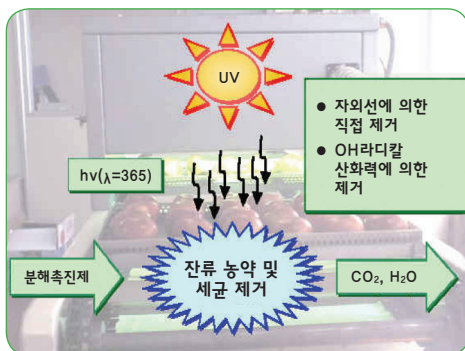 UV
● 자외선에 의한
직접 제거
● OH라디칼
산화력에 의한
제거
hν(λ=365)
분해촉진제
잔류 농약 및
세균 제거
CO₂, H₂O